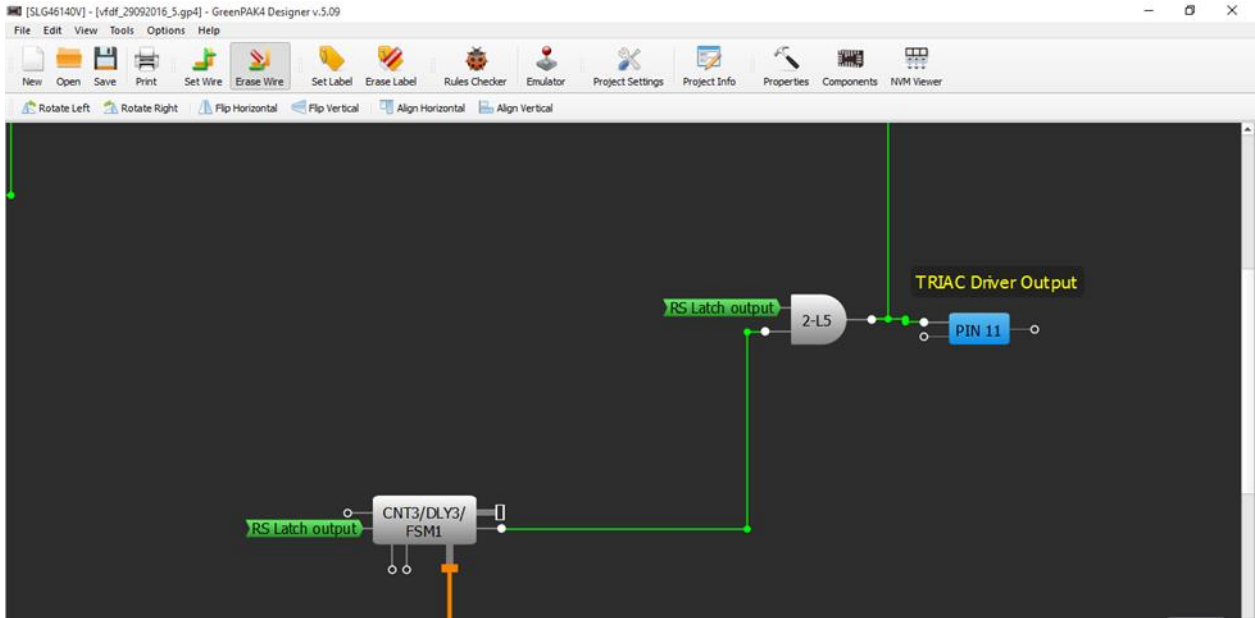 [SLG46140V] - [vfdf_29092016_5.gp4] - GreenPAK4 Designer v.5.09
File Edit View Tools Options Help
New Open Save Print Set Wire Erase Wire Set Label Erase Label Rules Checker Emulator Project Settings Project Info Properties Components NVM Viewer
Rotate Left Rotate Right Flip Horizontal Flip Vertical Align Horizontal Align Vertical
TRIAC Driver Output
RS Latch output
2-L5
PIN 11
CNT3/DLY3/
FSM1
RS Latch output